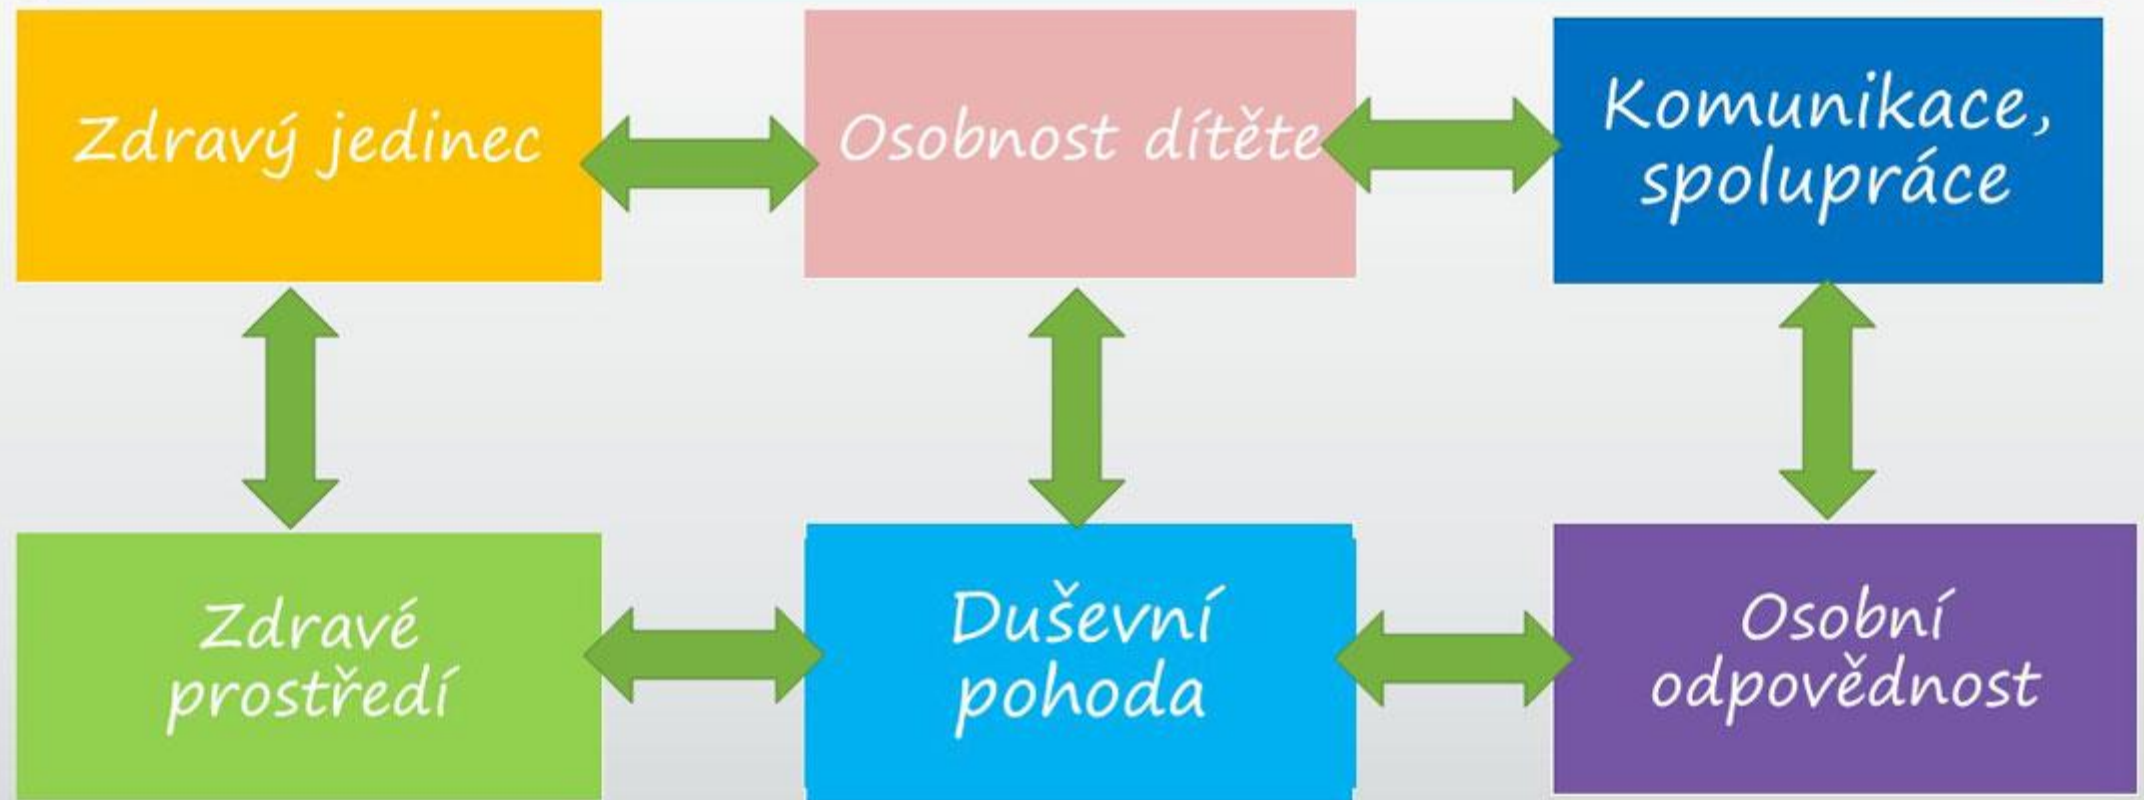 Zdravý jedinec
Osobnost dítěte
Komunikace,
spolupráce
Zdravé
prostředí
Duševní
pohoda
Osobní
odpovědnost